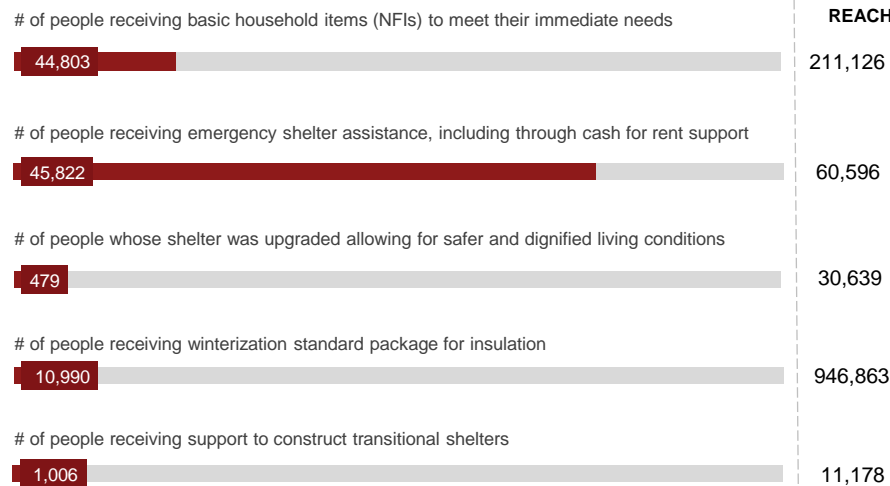 # of people receiving basic household items (NFIs) to meet their immediate needs
REACH
44,803
211,126
# of people receiving emergency shelter assistance, including through cash for rent support
45,822
60,596
# of people whose shelter was upgraded allowing for safer and dignified living conditions
479
30,639
# of people receiving winterization standard package for insulation
10,990
946,863
# of people receiving support to construct transitional shelters
1,006
11,178